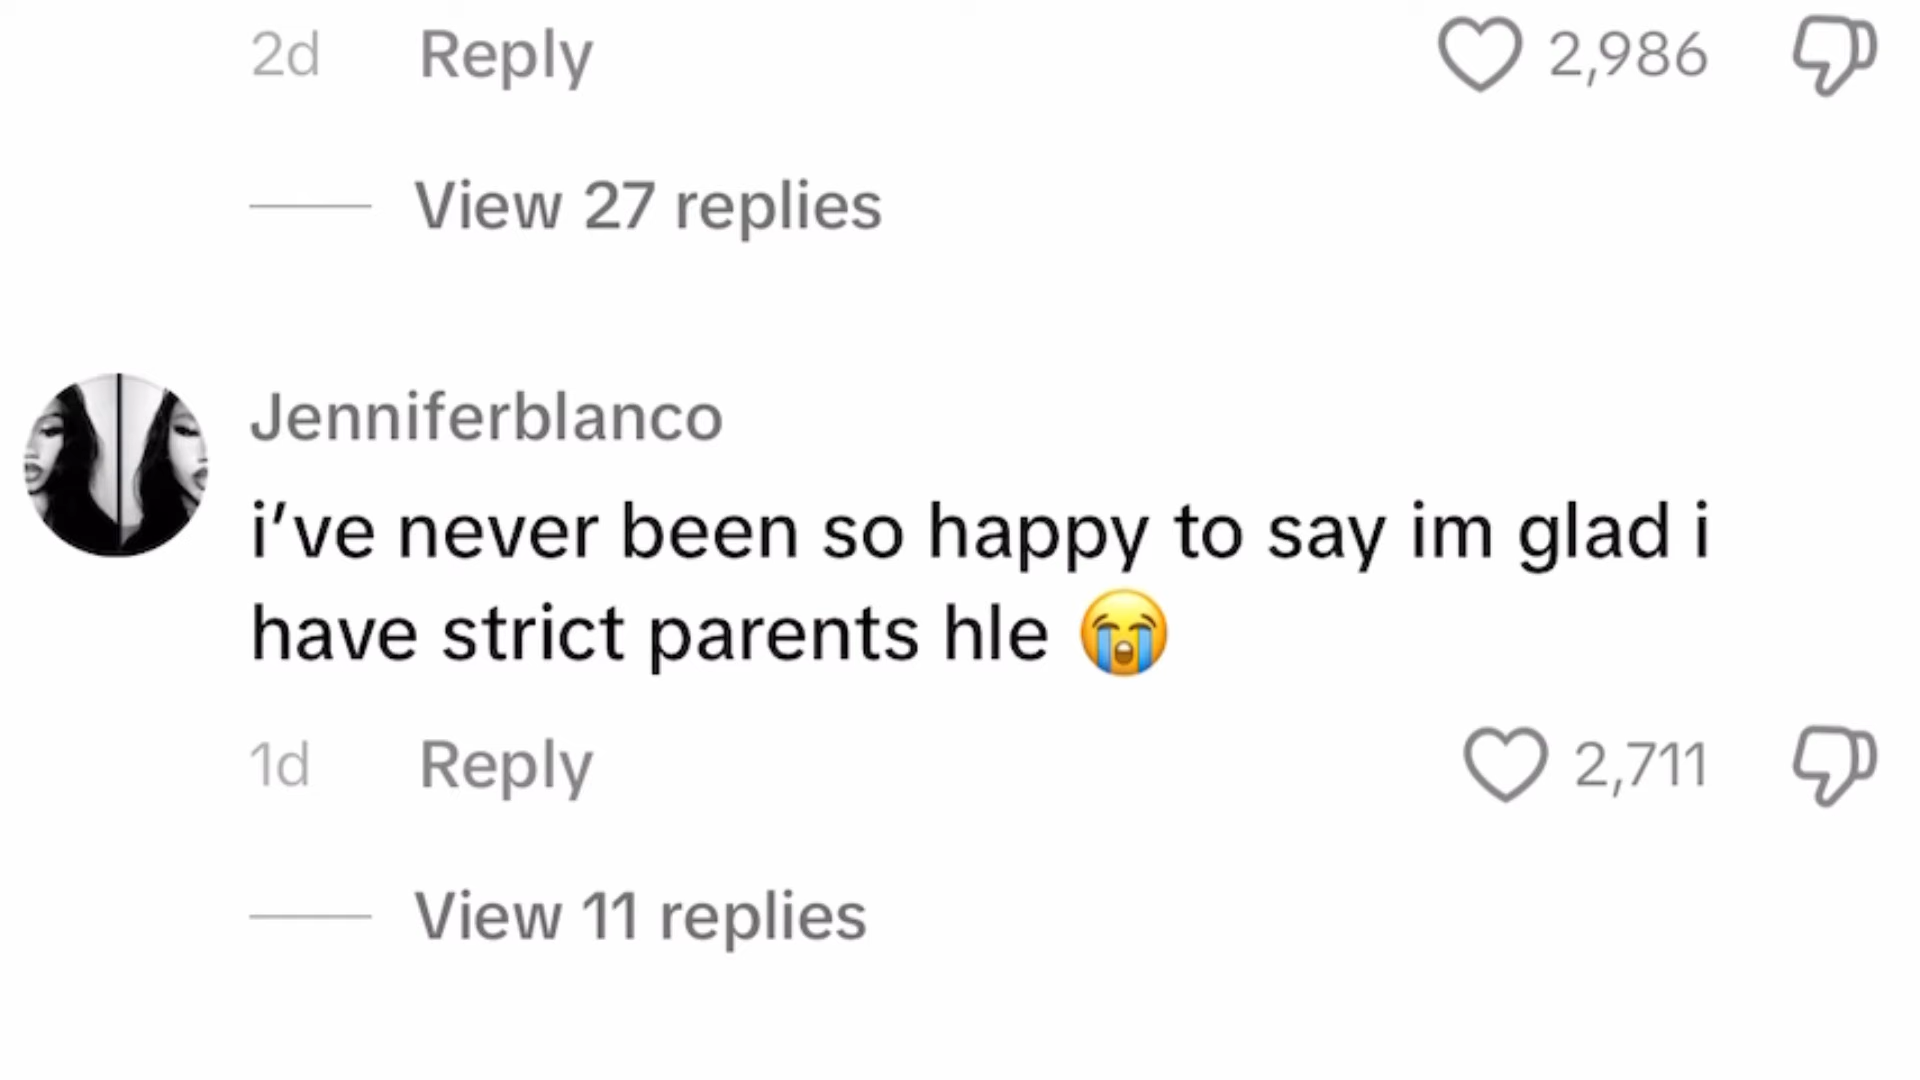 2d Reply 2,986
View 27 replies
Jenniferblanco
i’ve never been so happy to say im glad i
have strict parents hle 😭
1d Reply 2,711
View 11 replies